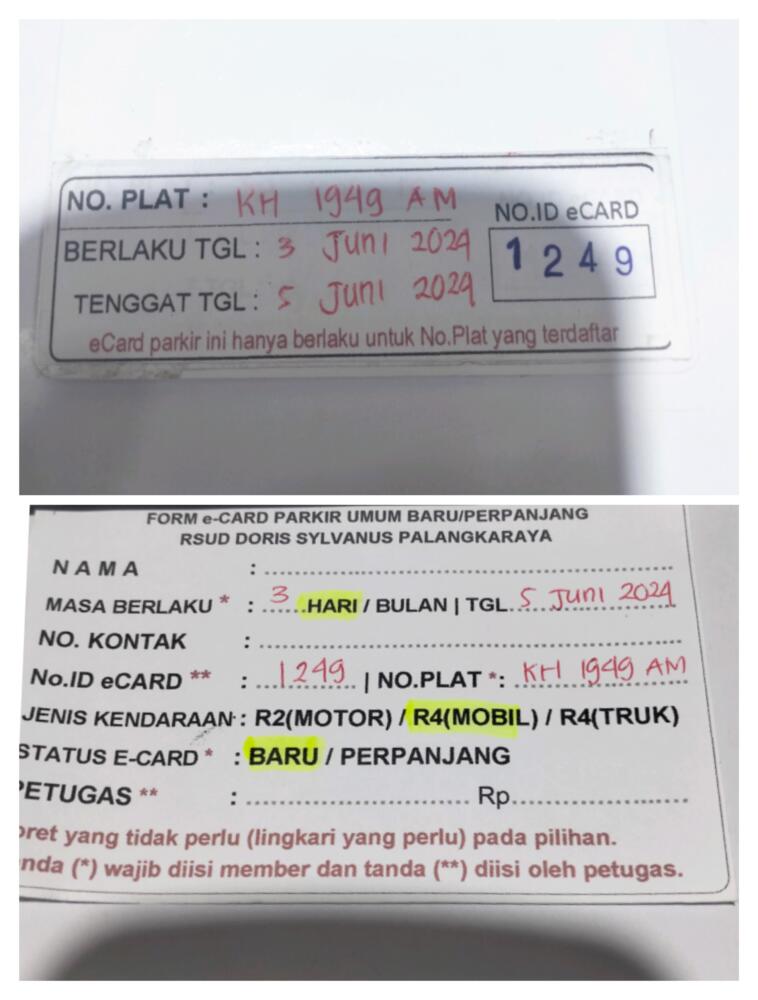 NO. PLAT : KH 1949 AM
NO.ID eCARD
BERLAKU TGL : 3 Juni 2024
1249
TENGGAT TGL : 5 Juni 2024
eCard parkir ini hanya berlaku untuk No.Plat yang terdaftar
FORM e-CARD PARKIR UMUM BARU/PERPANJANG
RSUD DORIS SYLVANUS PALANGKARAYA
NAMA :
MASA BERLAKU * : 3 HARI / BULAN | TGL. 5 Juni 2024
NO. KONTAK :
No.ID eCARD ** : 1249 | NO.PLAT *: KH 1949 AM
JENIS KENDARAAN : R2(MOTOR) / R4(MOBIL) / R4(TRUK)
STATUS E-CARD * : BARU / PERPANJANG
PETUGAS ** : Rp
oret yang tidak perlu (lingkari yang perlu) pada pilihan.
nda (*) wajib diisi member dan tanda (**) diisi oleh petugas.